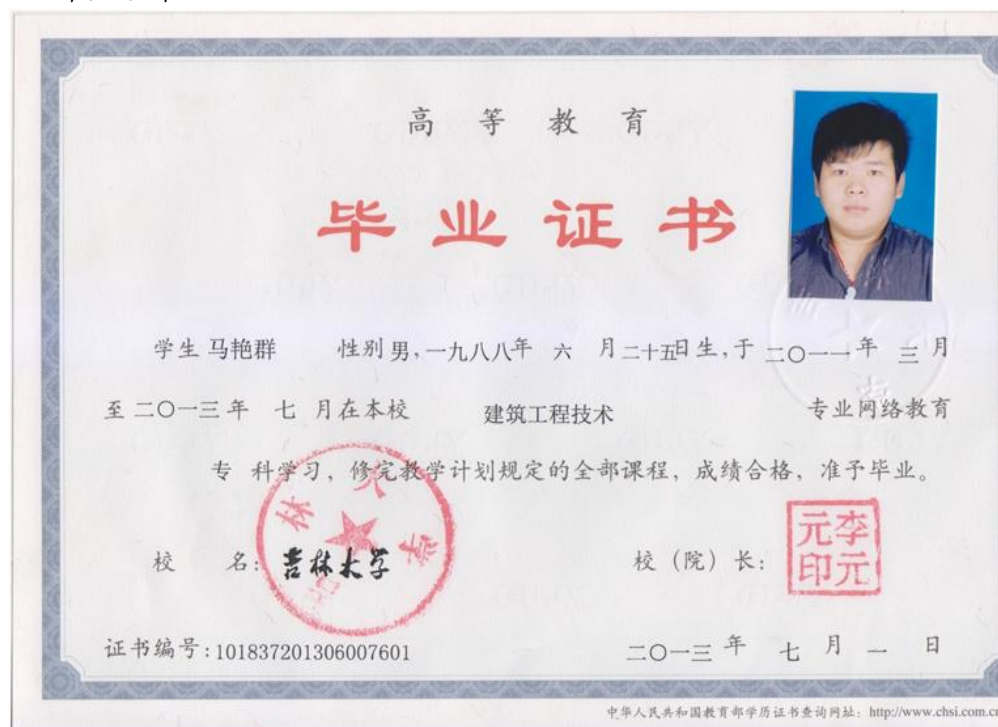 高等教育
毕业证书
学生 马艳群 性别 男，一九八八年 六 月二十五日生，于 二〇一一年 三 月
至 二〇一三年 七 月在本校 建筑工程技术 专业网络教育
专 科学习，修完教学计划规定的全部课程，成绩合格，准予毕业。
吉林大学
校 名：吉林大学 校（院）长：
李元元印
证书编号：101837201306007601 二〇一三年 七 月 一 日
中华人民共和国教育部学历证书查询网址：http://www.chsi.com.cn